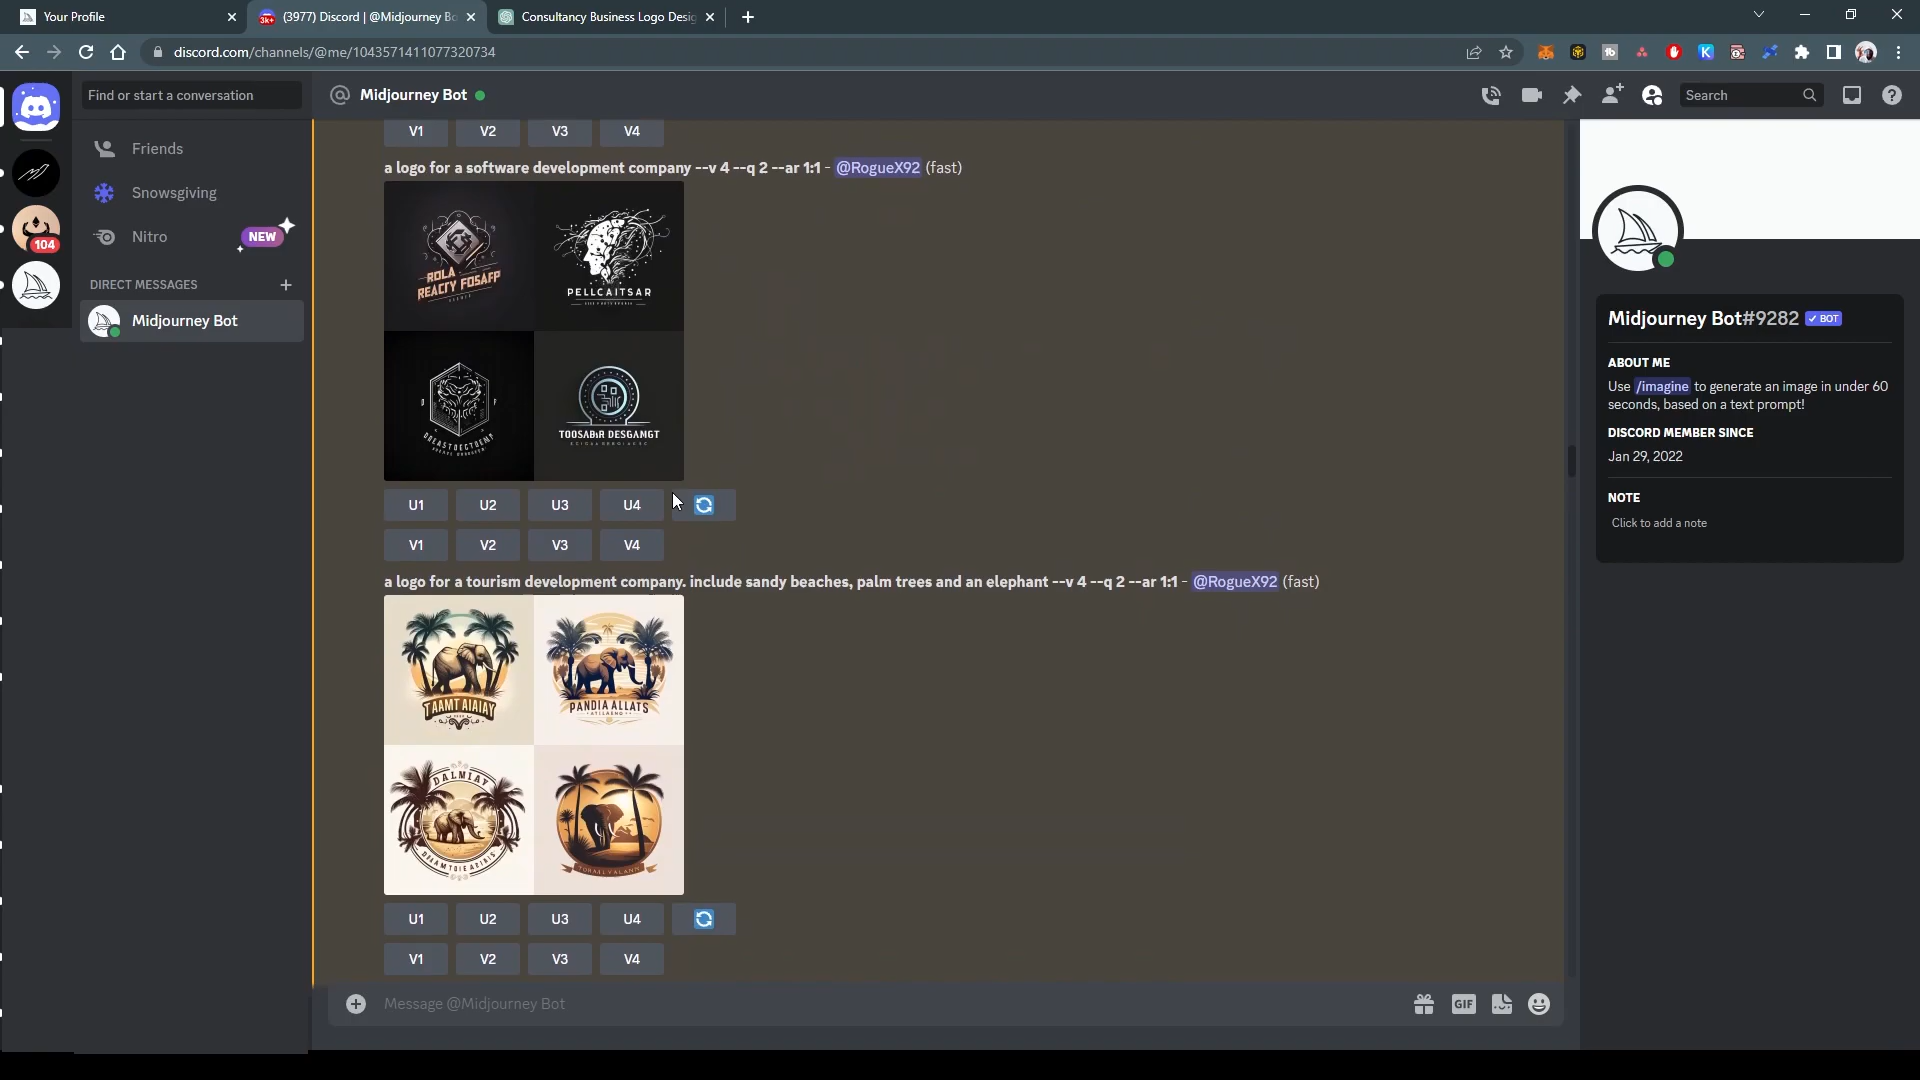 Your Profile
(3977) Discord | @Midjourney Bo
Consultancy Business Logo Desig
discord.com/channels/@me/1043571411077320734
Find or start a conversation
Midjourney Bot
Search
Friends
Snowsgiving
Nitro
NEW
104
DIRECT MESSAGES
Midjourney Bot
V1 V2 V3 V4
a logo for a software development company --v 4 --q 2 --ar 1:1 - @RogueX92 (fast)
ROLA
REACTY FOSAFP
PELLCAITSAR
TOOSABIR DESGAMGT
U1 U2 U3 U4
V1 V2 V3 V4
a logo for a tourism development company. include sandy beaches, palm trees and an elephant --v 4 --q 2 --ar 1:1 - @RogueX92 (fast)
TAAMT AIAIAY
PANDIA ALLATS
DALMIAY
U1 U2 U3 U4
V1 V2 V3 V4
Message @Midjourney Bot
GIF
Midjourney Bot#9282
BOT
ABOUT ME
Use /imagine to generate an image in under 60
seconds, based on a text prompt!
DISCORD MEMBER SINCE
Jan 29, 2022
NOTE
Click to add a note